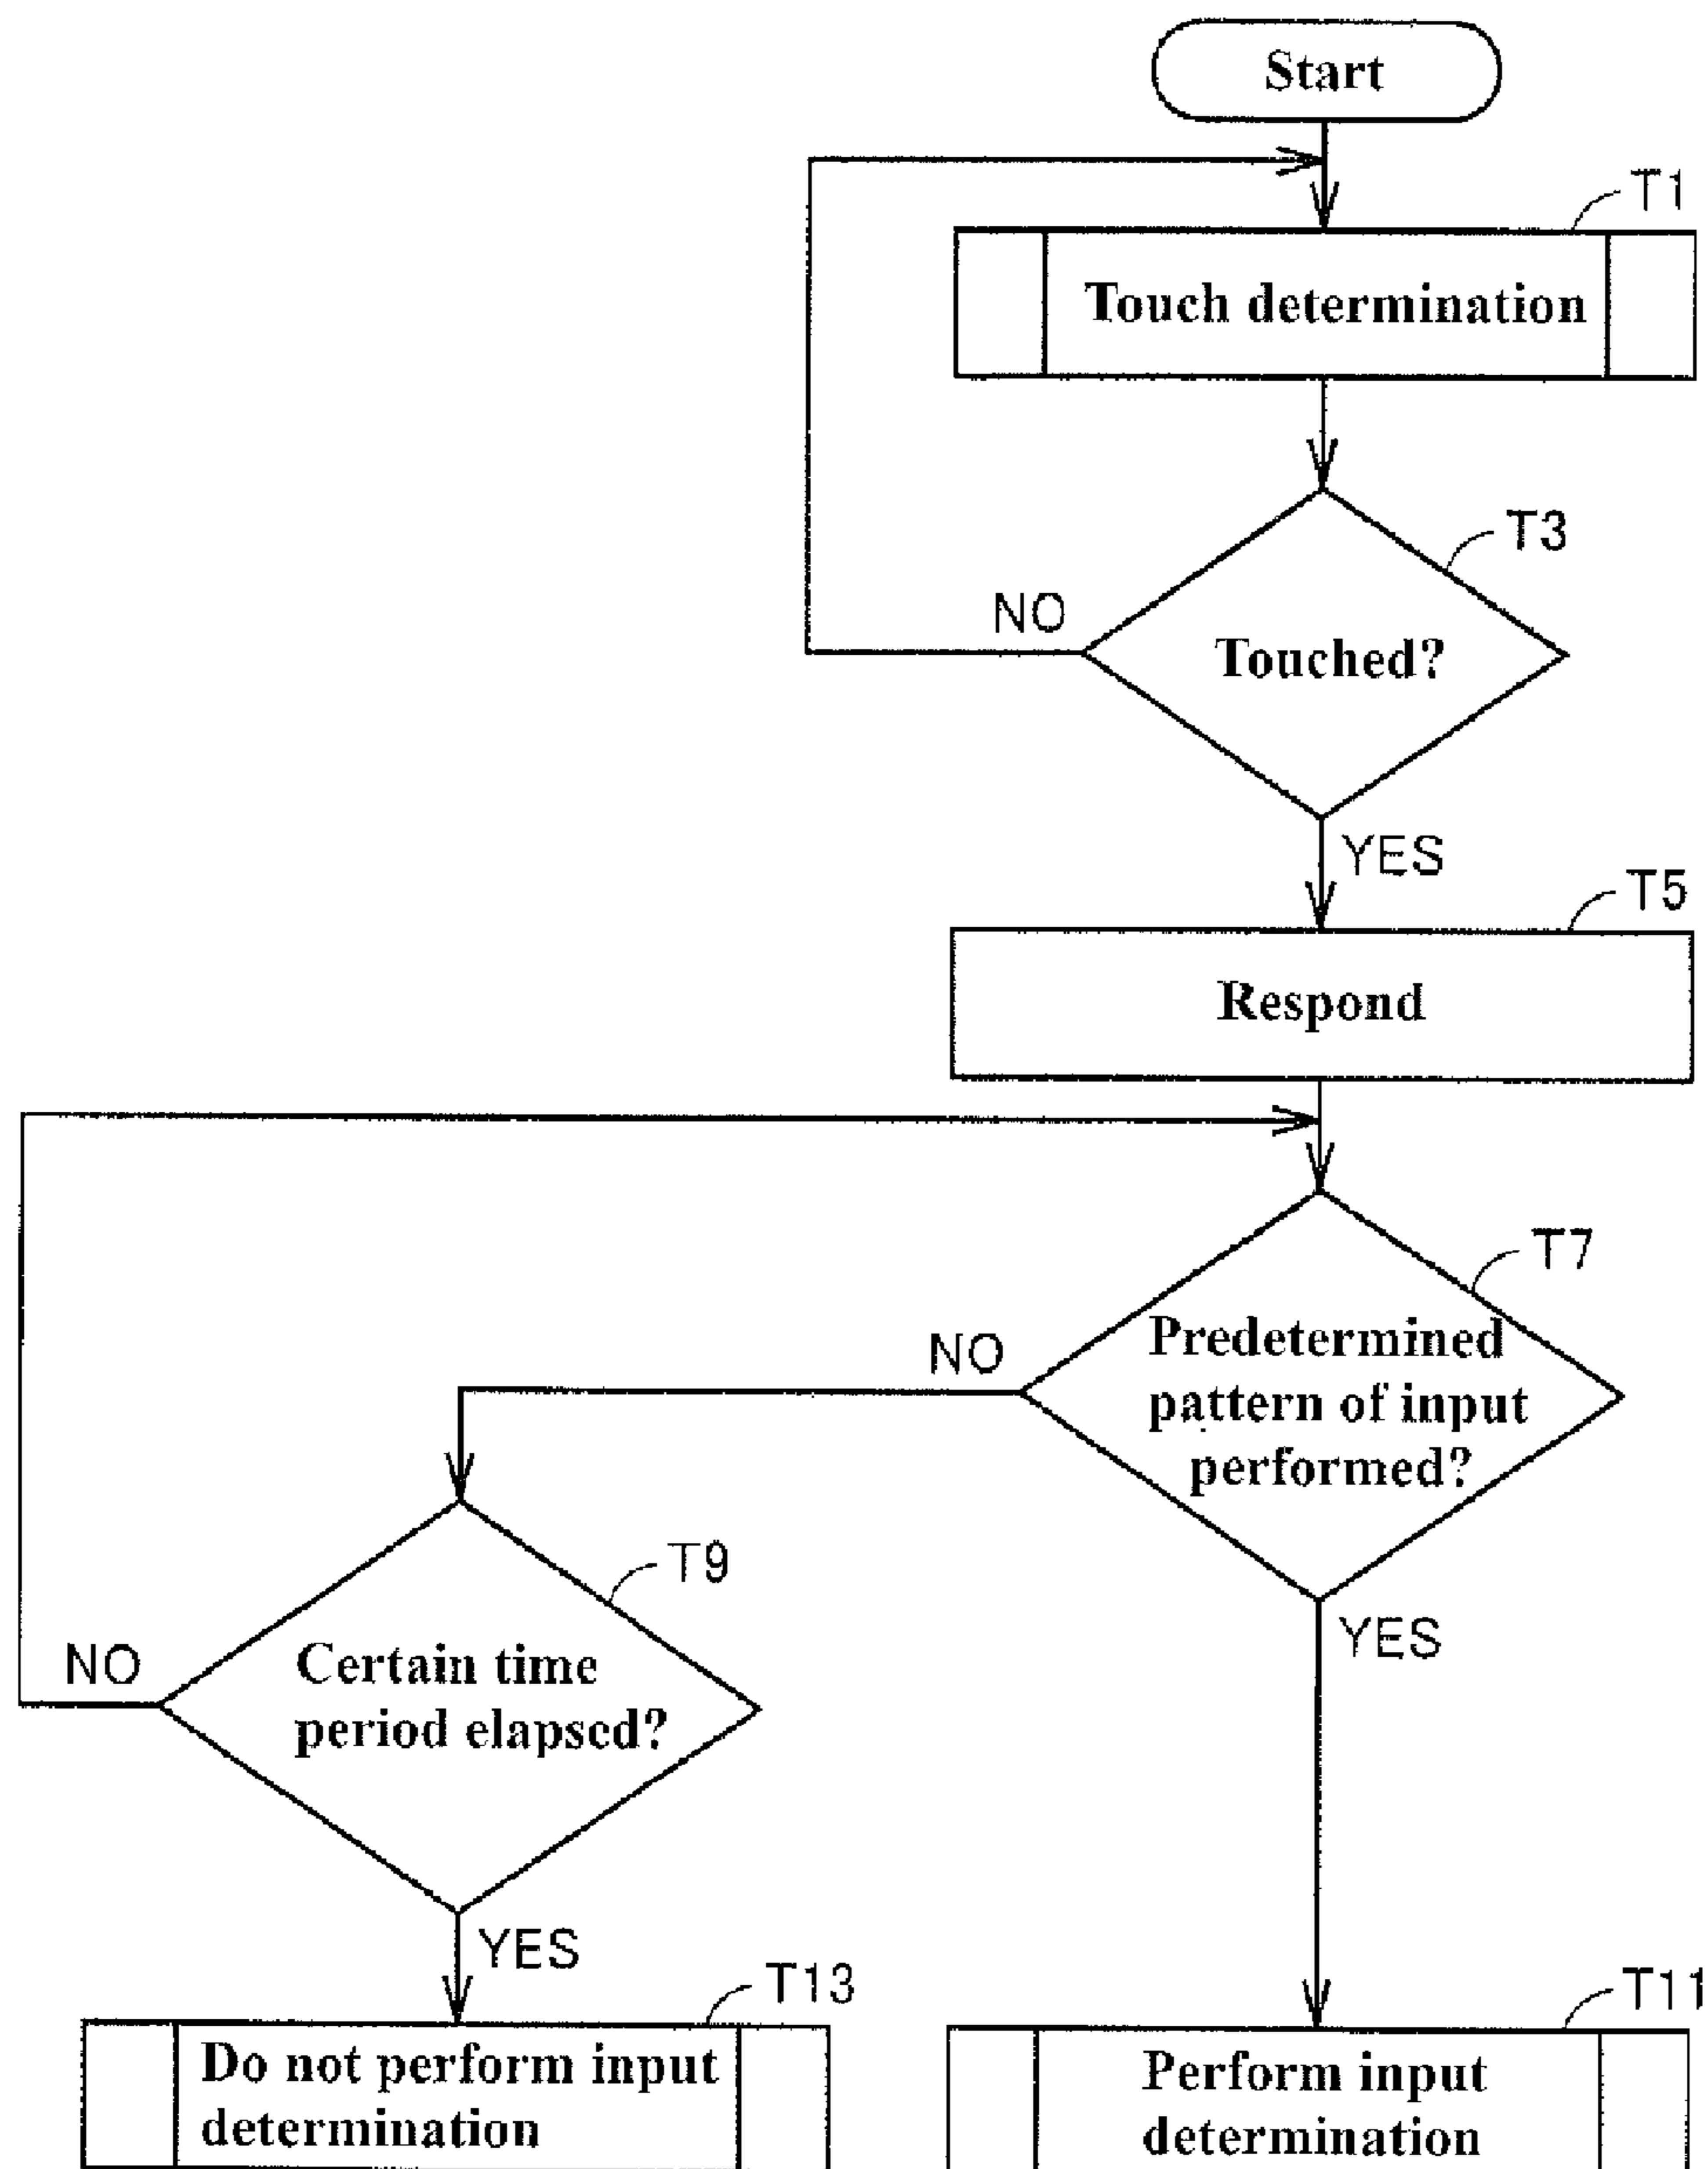 Start
T1
Touch determination
T3
NO
Touched?
YES
T5
Respond
T7
NO
Predetermined
pattern of input
performed?
T9
YES
NO
Certain time
period elapsed?
YES
T13
T11
Do not perform input
determination
Perform input
determination